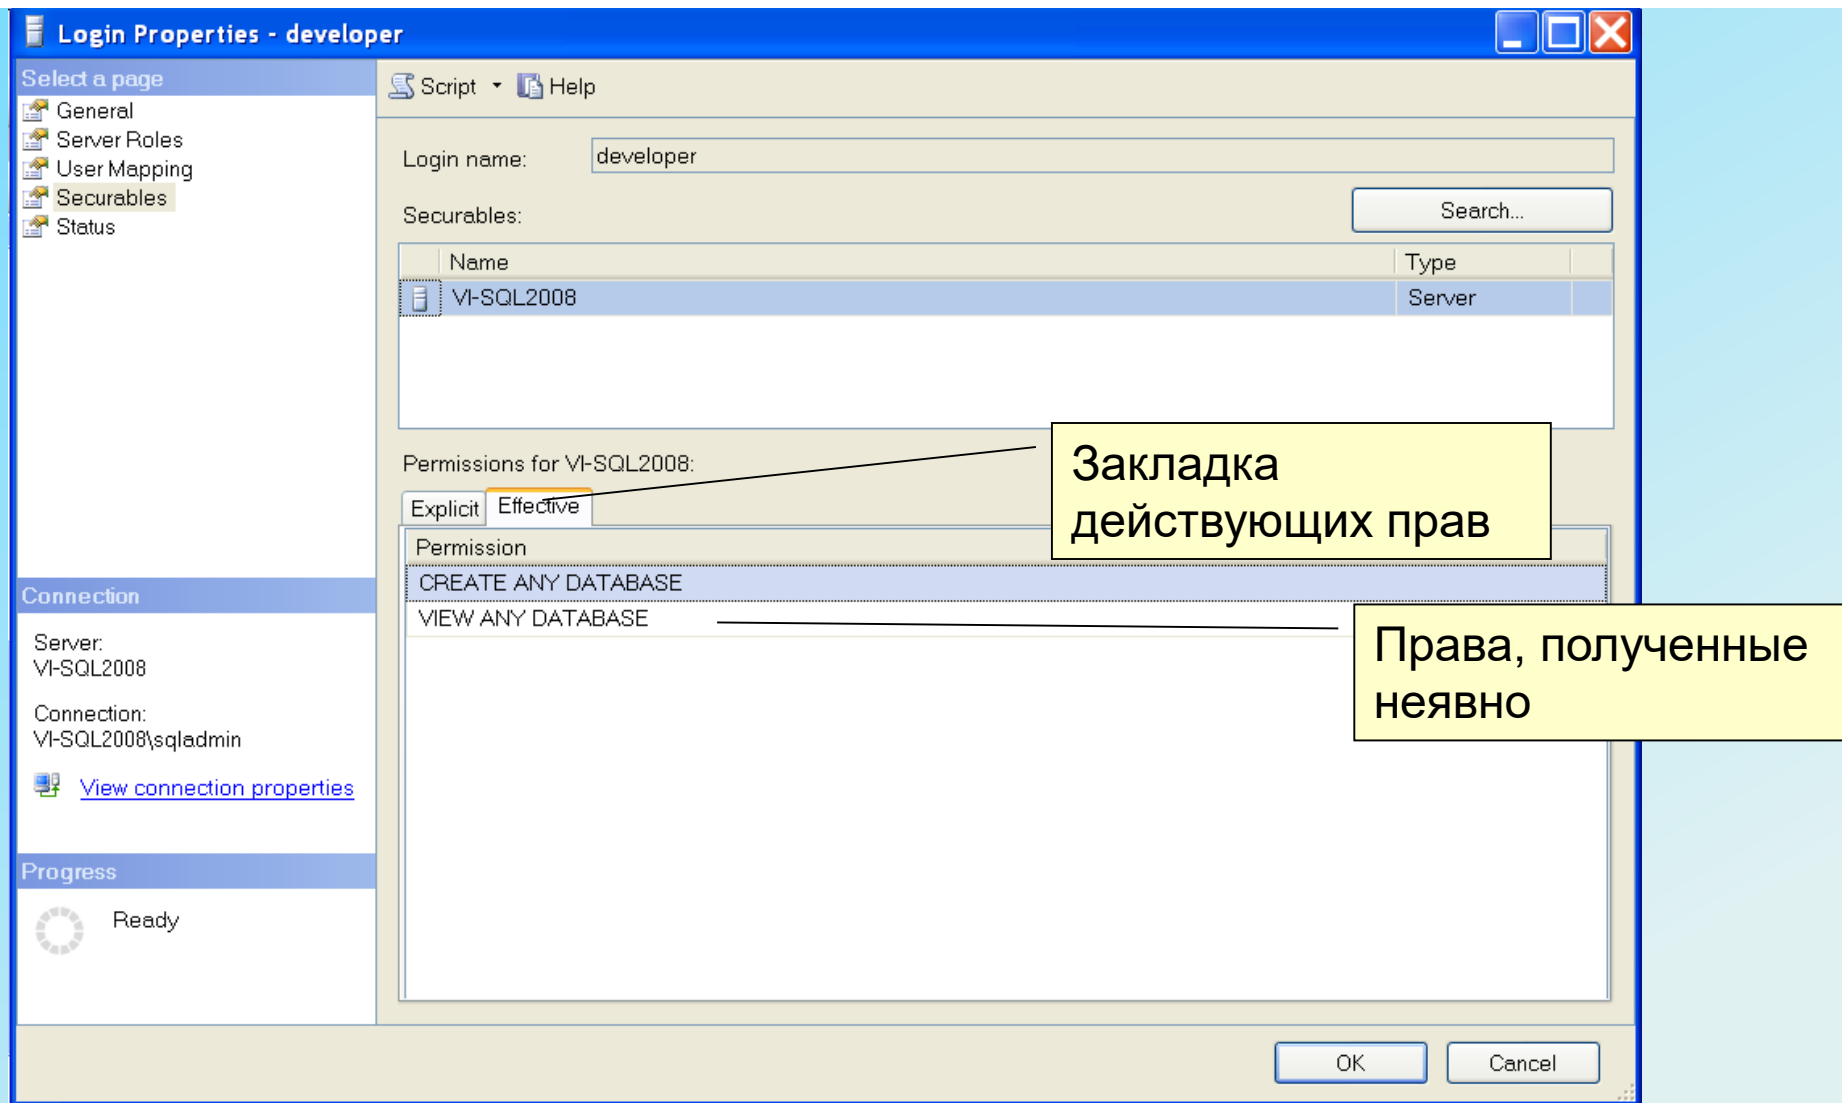 Login Properties - developer
Select a page
General
Server Roles
User Mapping
Securables
Status
Script
Help
Login name:
developer
Securables:
Search...
Name
Type
VI-SQL2008
Server
Permissions for VI-SQL2008:
Explicit
Effective
Permission
CREATE ANY DATABASE
VIEW ANY DATABASE
Закладка
действующих прав
Права, полученные
неявно
Connection
Server:
VI-SQL2008
Connection:
VI-SQL2008\sqladmin
View connection properties
Progress
Ready
OK
Cancel